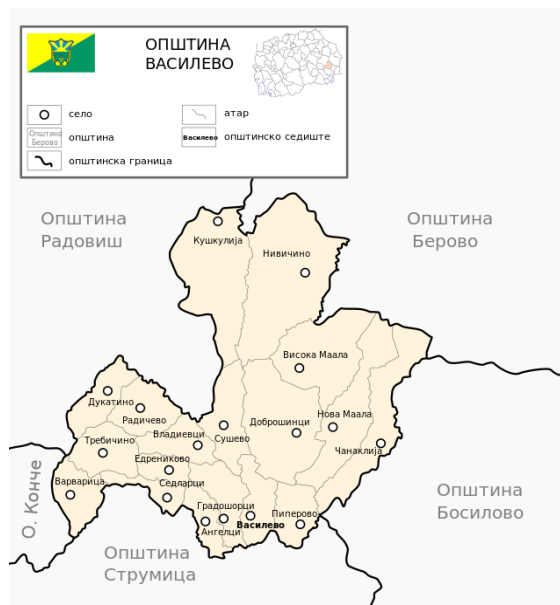 ОПШТИНА
ВАСИЛЕВО
село
атар
Општина
Берово
општина
Василево
општинско седиште
општинска граница
Општина
Радовиш
Општина
Берово
Кушкулија
Нивичино
Висока Маала
Дукатино
Радичево
Нова Маала
Доброшинци
Владиевци
Сушево
Требичино
Чанаклија
Едрениково
Варварица
Седларци
Градошорци
Пиперово
Василево
Ангелци
О. Конче
Општина
Босилово
Општина
Струмица